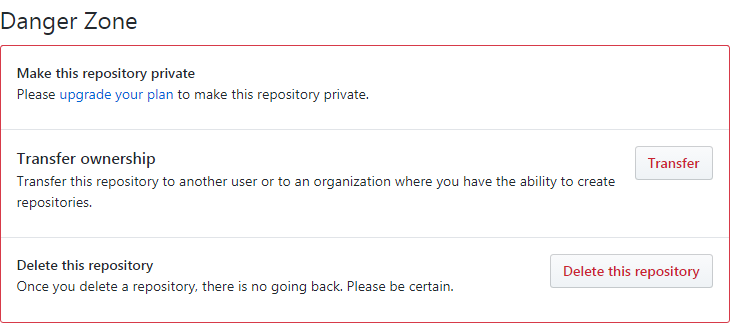 Danger Zone
Make this repository private
Please upgrade your plan to make this repository private.
Transfer ownership
Transfer
Transfer this repository to another user or to an organization where you have the ability to create
repositories.
Delete this repository
Delete this repository
Once you delete a repository, there is no going back. Please be certain.